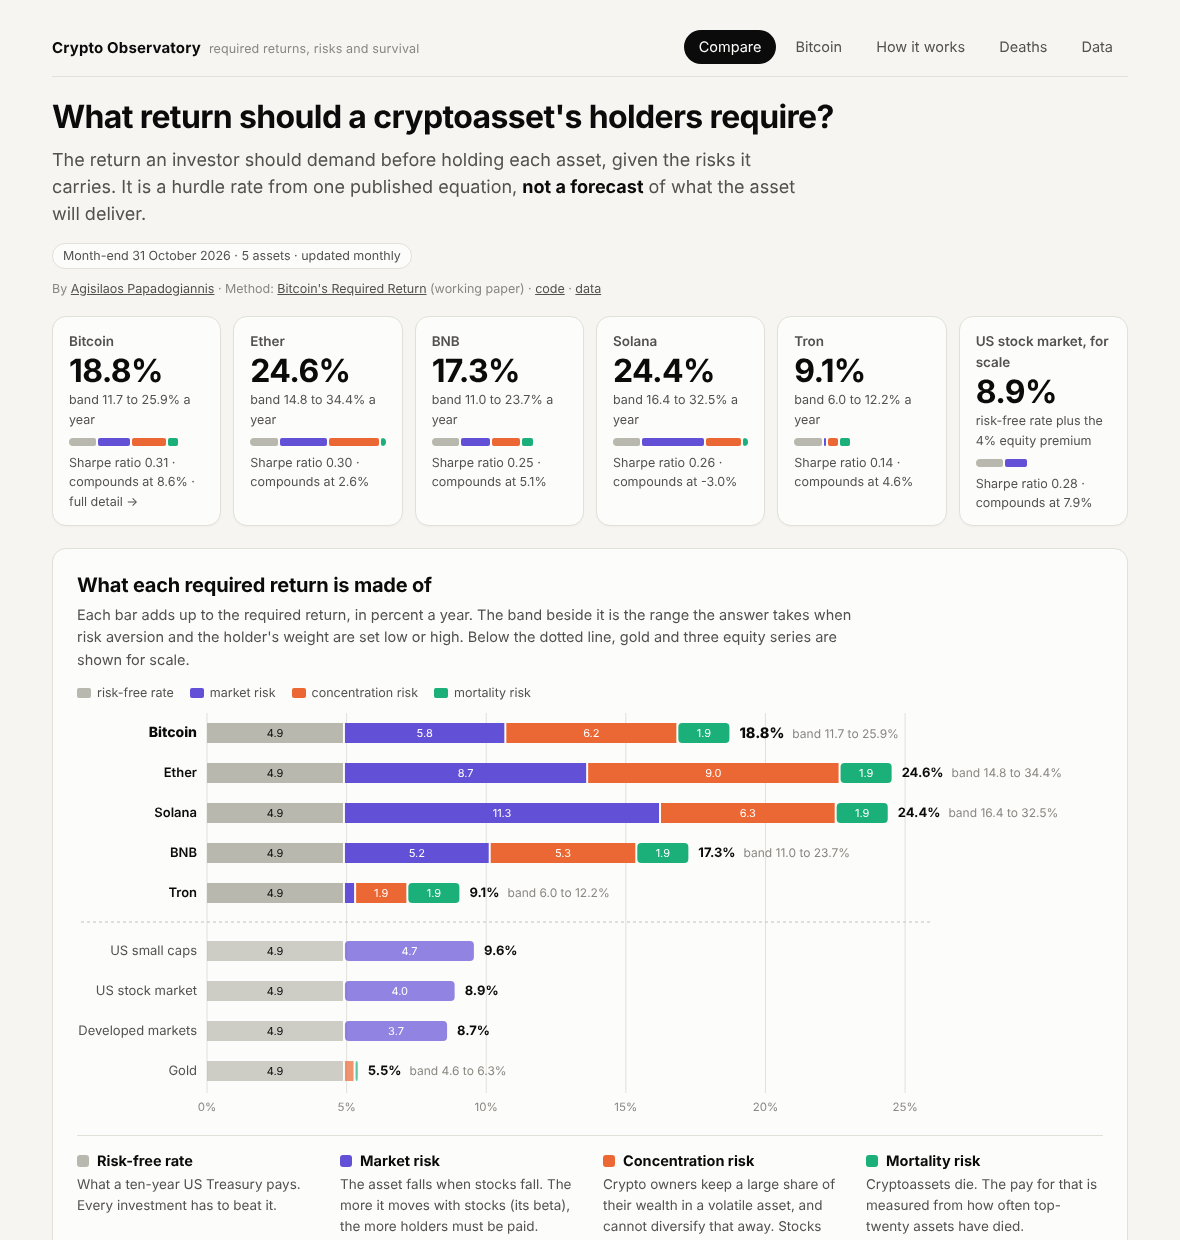 Crypto Observatory required returns, risks and survival
Compare
Bitcoin
How it works
Deaths
Data
What return should a cryptoasset's holders require?
The return an investor should demand before holding each asset, given the risks it
carries. It is a hurdle rate from one published equation, not a forecast of what the asset
will deliver.
Month-end 31 October 2026 · 5 assets · updated monthly
By Agisilaos Papadogiannis · Method: Bitcoin's Required Return (working paper) · code · data
Bitcoin
18.8%
band 11.7 to 25.9% a
year
Sharpe ratio 0.31 ·
compounds at 8.6% ·
full detail →
Ether
24.6%
band 14.8 to 34.4% a
year
Sharpe ratio 0.30 ·
compounds at 2.6%
BNB
17.3%
band 11.0 to 23.7% a
year
Sharpe ratio 0.25 ·
compounds at 5.1%
Solana
24.4%
band 16.4 to 32.5% a
year
Sharpe ratio 0.26 ·
compounds at -3.0%
Tron
9.1%
band 6.0 to 12.2% a
year
Sharpe ratio 0.14 ·
compounds at 4.6%
US stock market, for
scale
8.9%
risk-free rate plus the
4% equity premium
Sharpe ratio 0.28 ·
compounds at 7.9%
What each required return is made of
Each bar adds up to the required return, in percent a year. The band beside it is the range the answer takes when
risk aversion and the holder's weight are set low or high. Below the dotted line, gold and three equity series are
shown for scale.
risk-free rate market risk concentration risk mortality risk
Bitcoin 4.9 5.8 6.2 1.9 18.8% band 11.7 to 25.9%
Ether 4.9 8.7 9.0 1.9 24.6% band 14.8 to 34.4%
Solana 4.9 11.3 6.3 1.9 24.4% band 16.4 to 32.5%
BNB 4.9 5.2 5.3 1.9 17.3% band 11.0 to 23.7%
Tron 4.9 1.9 1.9 9.1% band 6.0 to 12.2%
US small caps 4.9 4.7 9.6%
US stock market 4.9 4.0 8.9%
Developed markets 4.9 3.7 8.7%
Gold 4.9 5.5% band 4.6 to 6.3%
0% 5% 10% 15% 20% 25%
Risk-free rate
What a ten-year US Treasury pays.
Every investment has to beat it.
Market risk
The asset falls when stocks fall. The
more it moves with stocks (its beta),
the more holders must be paid.
Concentration risk
Crypto owners keep a large share of
their wealth in a volatile asset, and
cannot diversify that away. Stocks
Mortality risk
Cryptoassets die. The pay for that is
measured from how often top-
twenty assets have died.